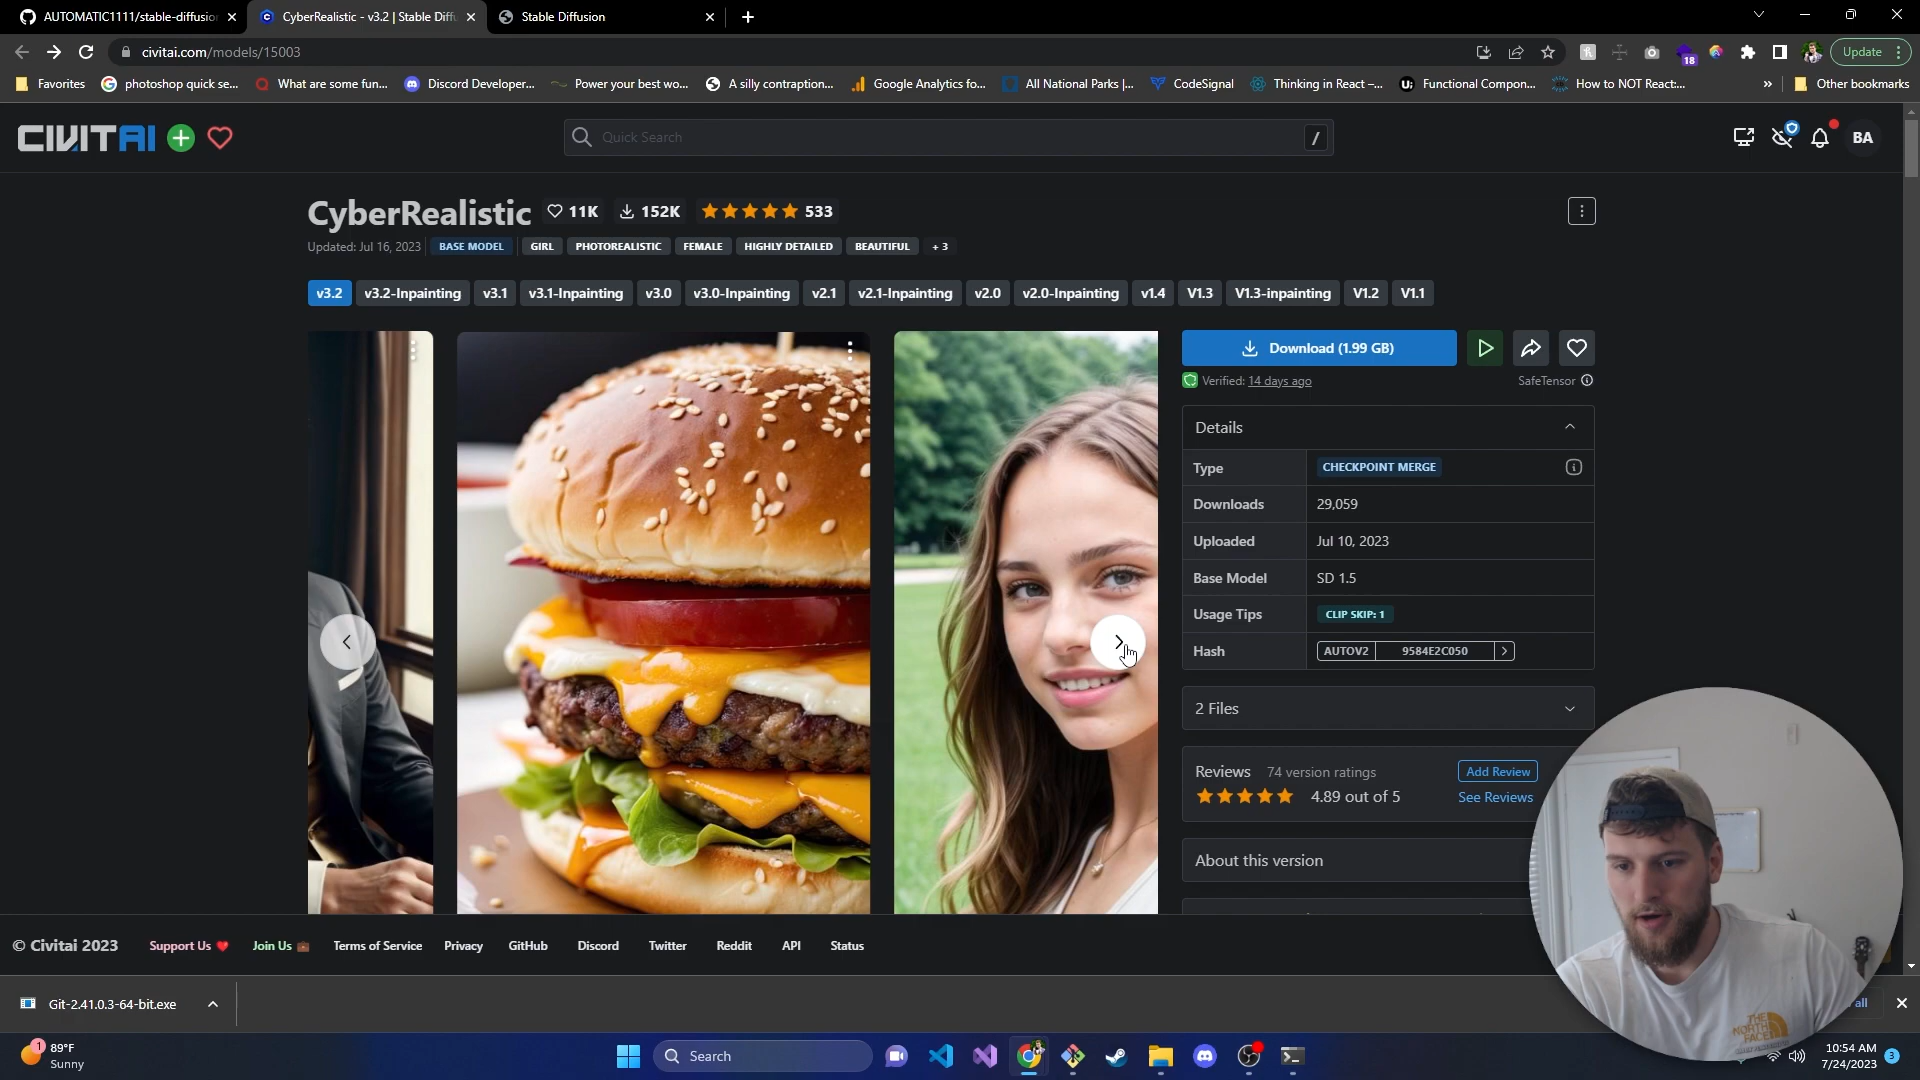 AUTOMATIC1111/stable-diffusion
CyberRealistic - v3.2 | Stable Diff
Stable Diffusion
civitai.com/models/15003
18
Update
Favorites
photoshop quick se...
What are some fun...
Discord Developer...
Power your best wo...
A silly contraption...
Google Analytics fo...
All National Parks |...
CodeSignal
Thinking in React –...
Functional Compon...
How to NOT React:...
»
Other bookmarks
CIVITAI
Quick Search
/
BA
CyberRealistic
11K
152K
533
Updated: Jul 16, 2023
BASE MODEL
GIRL
PHOTOREALISTIC
FEMALE
HIGHLY DETAILED
BEAUTIFUL
+ 3
v3.2
v3.2-Inpainting
v3.1
v3.1-Inpainting
v3.0
v3.0-Inpainting
v2.1
v2.1-Inpainting
v2.0
v2.0-Inpainting
v1.4
V1.3
V1.3-inpainting
V1.2
V1.1
Download (1.99 GB)
Verified: 14 days ago
SafeTensor
Details
Type
CHECKPOINT MERGE
Downloads
29,059
Uploaded
Jul 10, 2023
Base Model
SD 1.5
Usage Tips
CLIP SKIP: 1
Hash
AUTOV2
9584E2C050
2 Files
Reviews
74 version ratings
Add Review
4.89 out of 5
See Reviews
About this version
© Civitai 2023
Support Us
Join Us
Terms of Service
Privacy
GitHub
Discord
Twitter
Reddit
API
Status
Git-2.41.0.3-64-bit.exe
all
THE
NORTH FACE
1
89°F
Sunny
Search
10:54 AM
7/24/2023
3